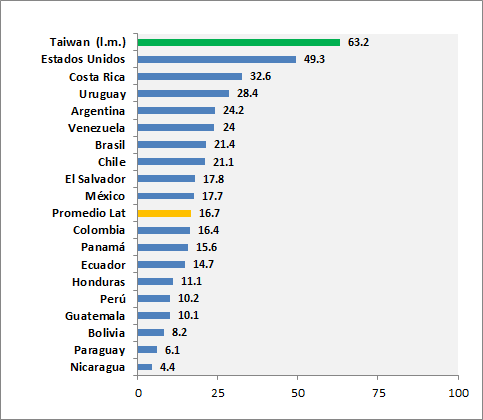 Taiwan (l.m.) 63.2
Estados Unidos 49.3
Costa Rica 32.6
Uruguay 28.4
Argentina 24.2
Venezuela 24
Brasil 21.4
Chile 21.1
El Salvador 17.8
México 17.7
Promedio Lat 16.7
Colombia 16.4
Panamá 15.6
Ecuador 14.7
Honduras 11.1
Perú 10.2
Guatemala 10.1
Bolivia 8.2
Paraguay 6.1
Nicaragua 4.4
0 25 50 75 100